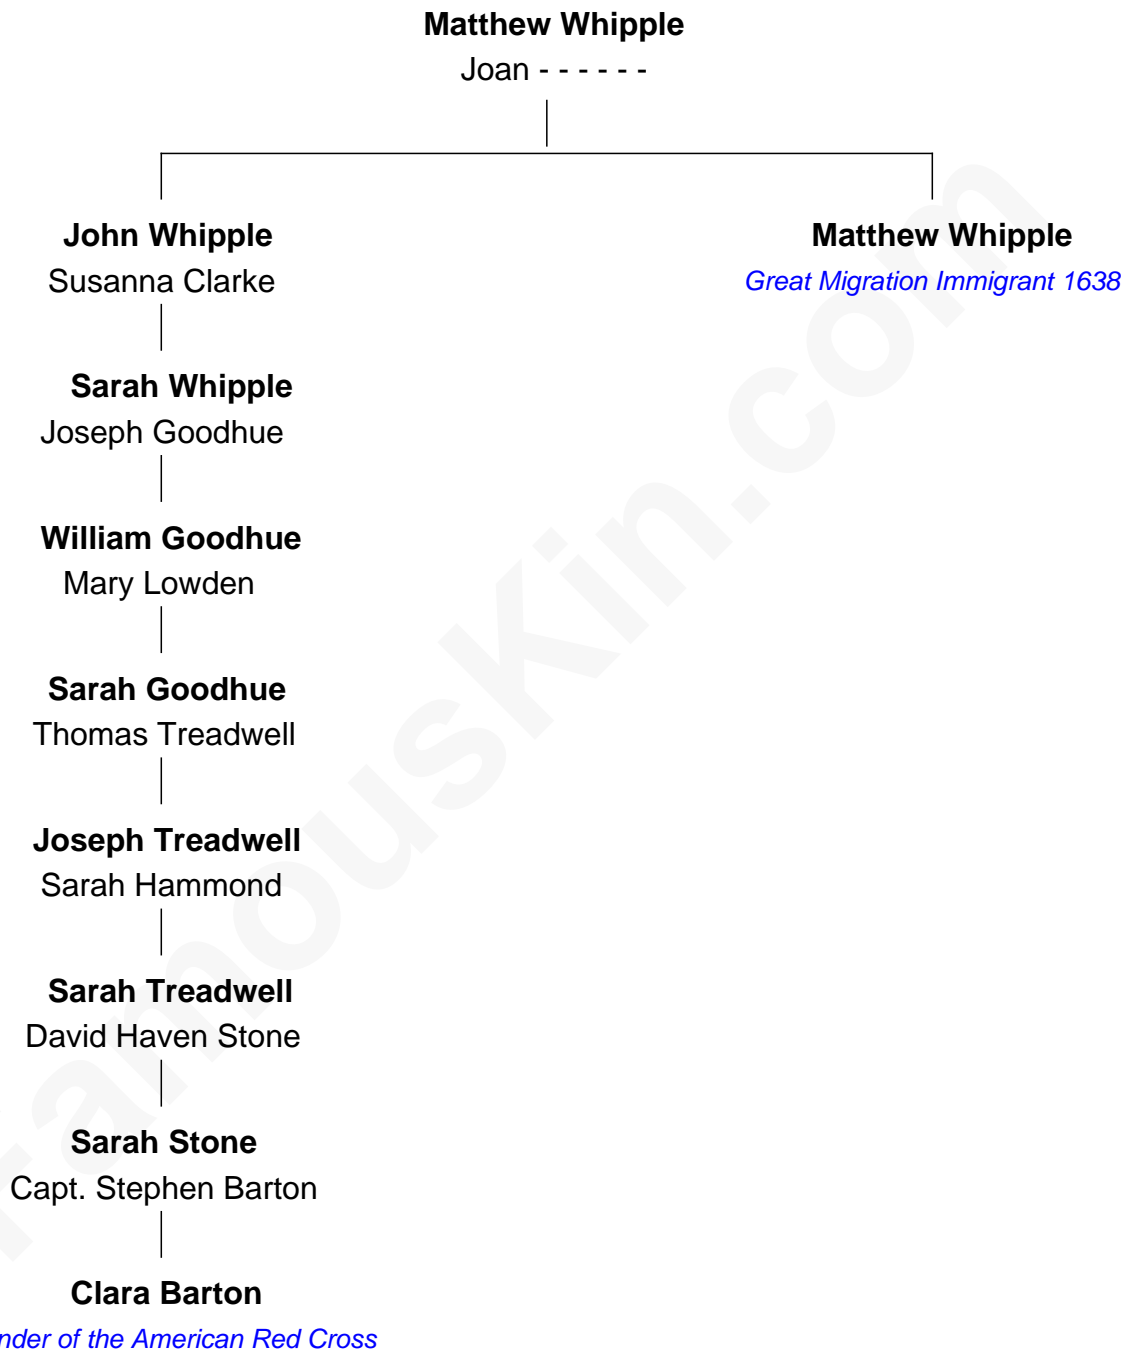 Matthew Whipple
Joan - - - - - -
John Whipple
Matthew Whipple
Susanna Clarke
Great Migration Immigrant 1638
Sarah Whipple
Joseph Goodhue
William Goodhue
Mary Lowden
Sarah Goodhue
Thomas Treadwell
Joseph Treadwell
Sarah Hammond
Sarah Treadwell
David Haven Stone
Sarah Stone
Capt. Stephen Barton
Clara Barton
nder of the American Red Cross
FamousKin.com